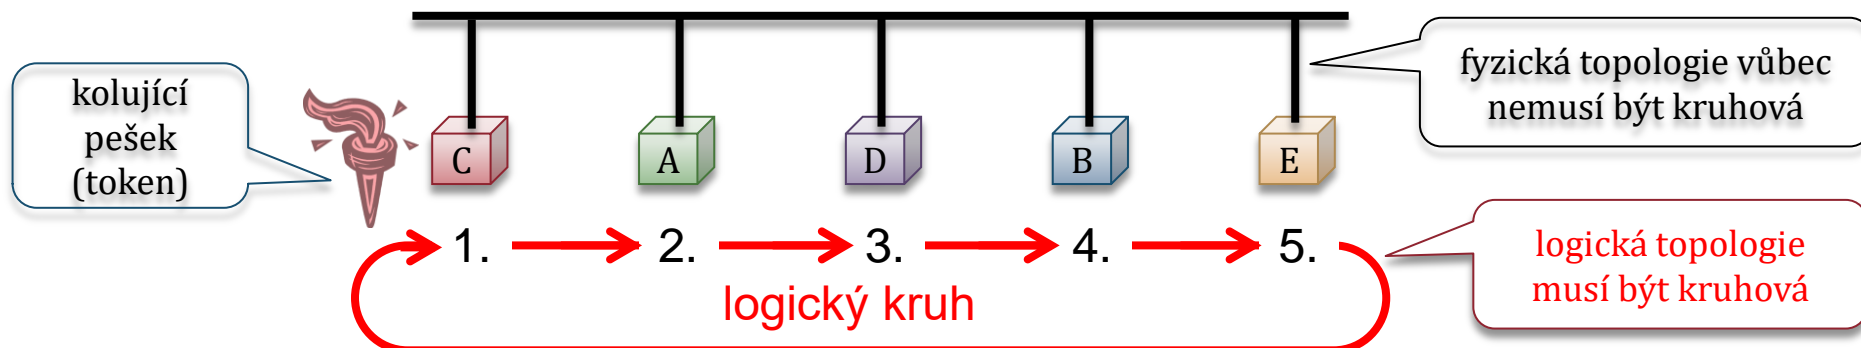 kolující
pešek
(token)
C
A
D
B
E
fyzická topologie vůbec
nemusí být kruhová
1.
2.
3.
4.
5.
logický kruh
logická topologie
musí být kruhová